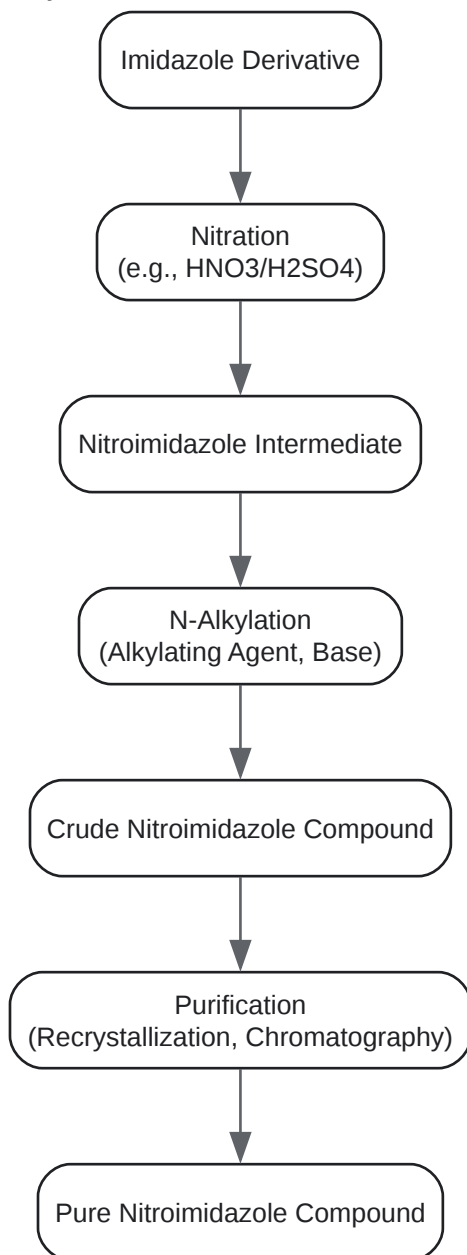 Imidazole Derivative
Nitration
(e.g., HNO3/H2SO4)
Nitroimidazole Intermediate
N-Alkylation
(Alkylating Agent, Base)
Crude Nitroimidazole Compound
Purification
(Recrystallization, Chromatography)
Pure Nitroimidazole Compound